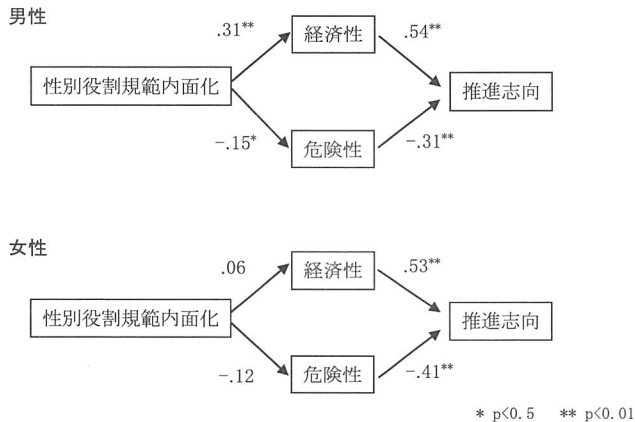 男性
.31**
経済性
.54**
性別役割規範内面化
推進志向
-.15*
危険性
-.31**
女性
.06
経済性
.53**
性別役割規範内面化
推進志向
-.12
危険性
-.41**
* p<0.5 ** p<0.01